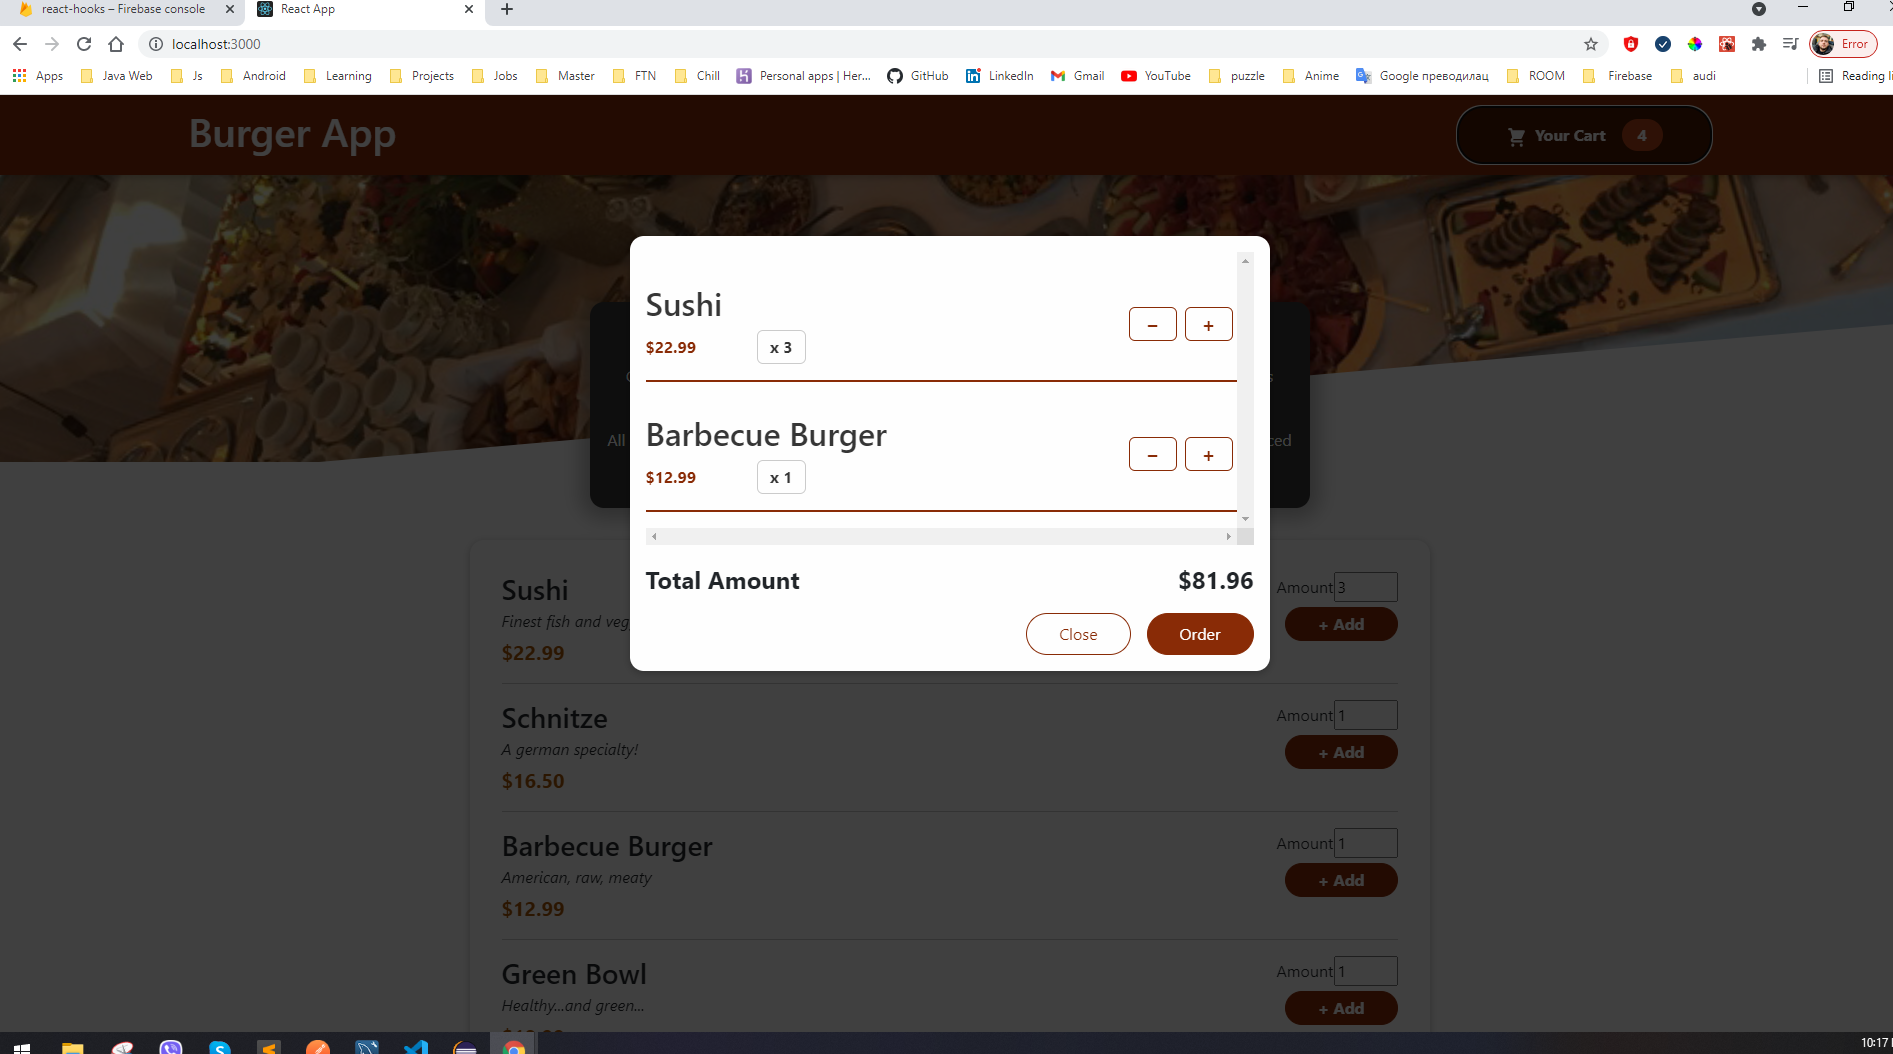 react-hooks – Firebase console
React App
localhost:3000
Error
Apps Java Web Js Android Learning Projects Jobs Master FTN Chill Personal apps | Her... GitHub LinkedIn Gmail YouTube puzzle Anime Google преводилац ROOM Firebase audi Reading li
Burger App
Your Cart 4
Sushi
$22.99 x 3
− +
Barbecue Burger
$12.99 x 1
− +
Total Amount $81.96
Close Order
All
ced
Sushi
Finest fish and veg
$22.99
Amount 3
+ Add
Schnitze
A german specialty!
$16.50
Amount 1
+ Add
Barbecue Burger
American, raw, meaty
$12.99
Amount 1
+ Add
Green Bowl
Healthy...and green...
Amount 1
+ Add
10:17